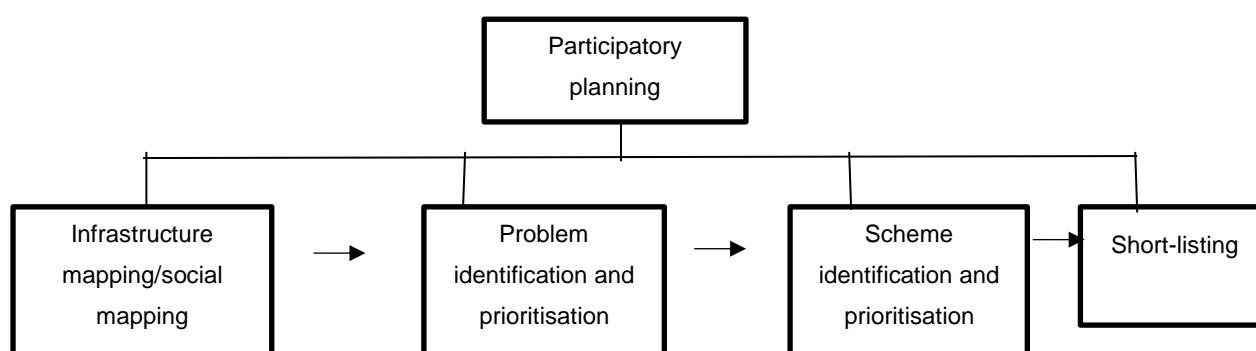 Participatory
planning
Infrastructure
mapping/social
mapping
Problem
identification and
prioritisation
Scheme
identification and
prioritisation
Short-listing